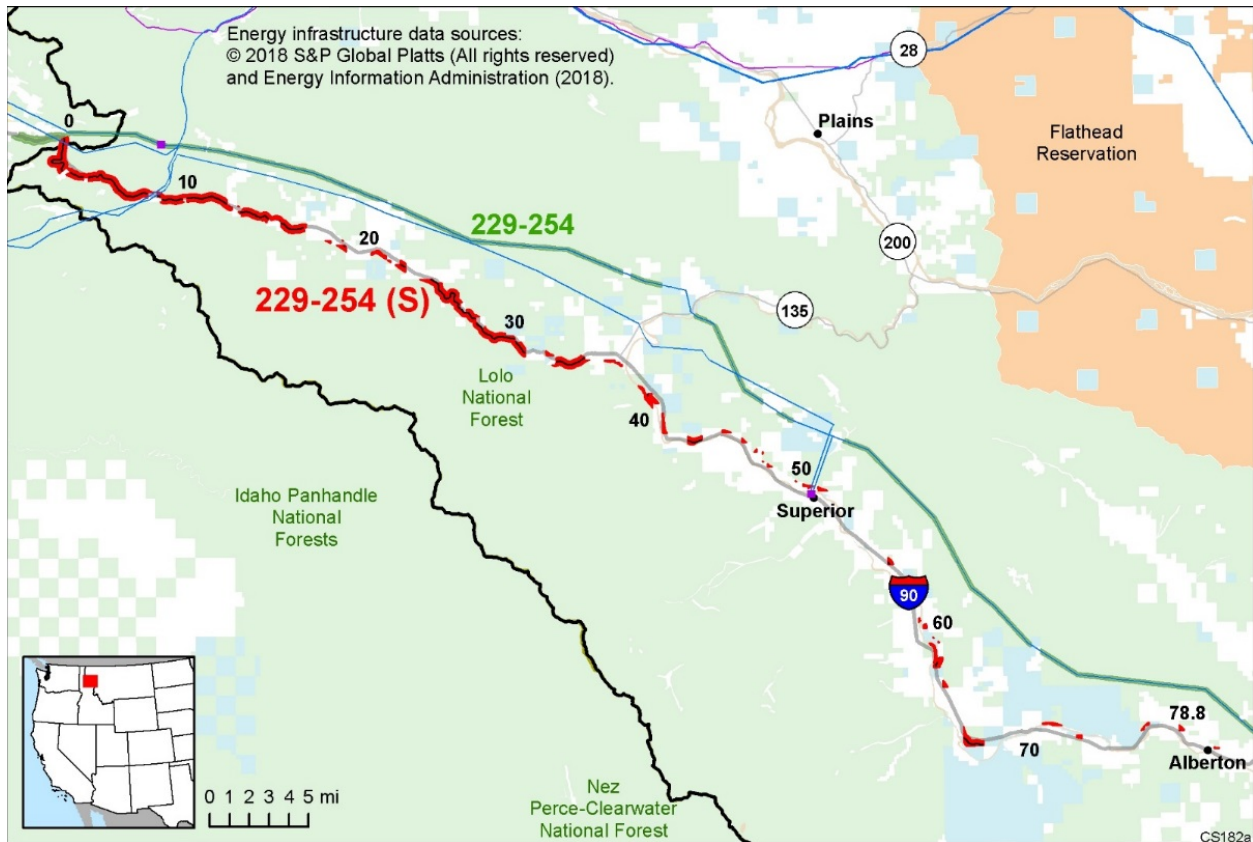 Energy infrastructure data sources:
© 2018 S&P Global Platts (All rights reserved)
and Energy Information Administration (2018).
28
0
Plains
Flathead
Reservation
10
229-254
20
200
229-254 (S)
135
30
Lolo
National
Forest
40
50
Superior
Idaho Panhandle
National
Forests
90
60
78.8
70
Alberton
0 1 2 3 4 5 mi
Nez
Perce-Clearwater
National Forest
CS182a